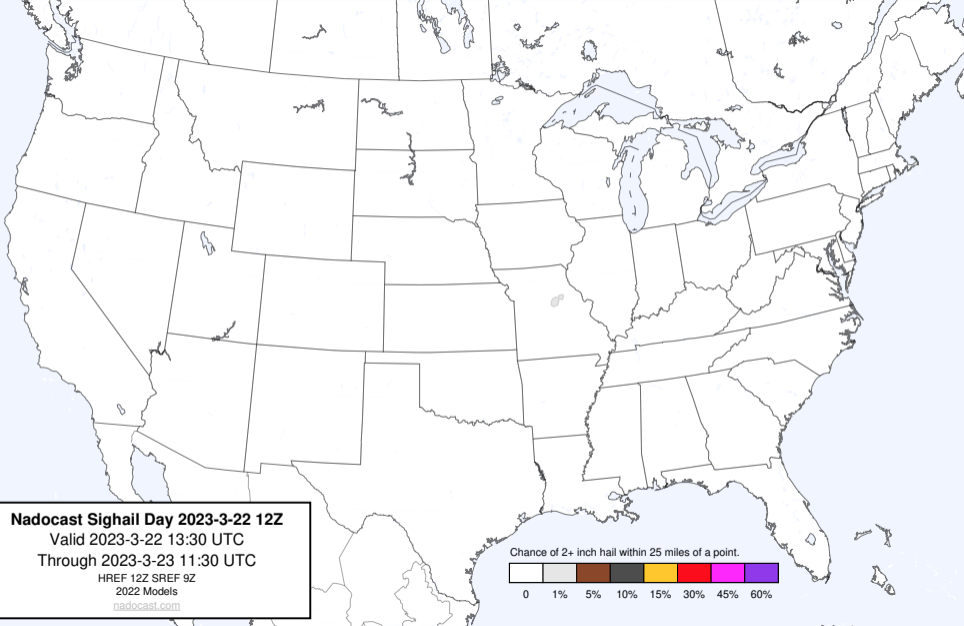 Nadocast Sighail Day 2023-3-22 12Z
Valid 2023-3-22 13:30 UTC
Through 2023-3-23 11:30 UTC
HREF 12Z SREF 9Z
2022 Models
nadocast.com
Chance of 2+ inch hail within 25 miles of a point.
0 1% 5% 10% 15% 30% 45% 60%